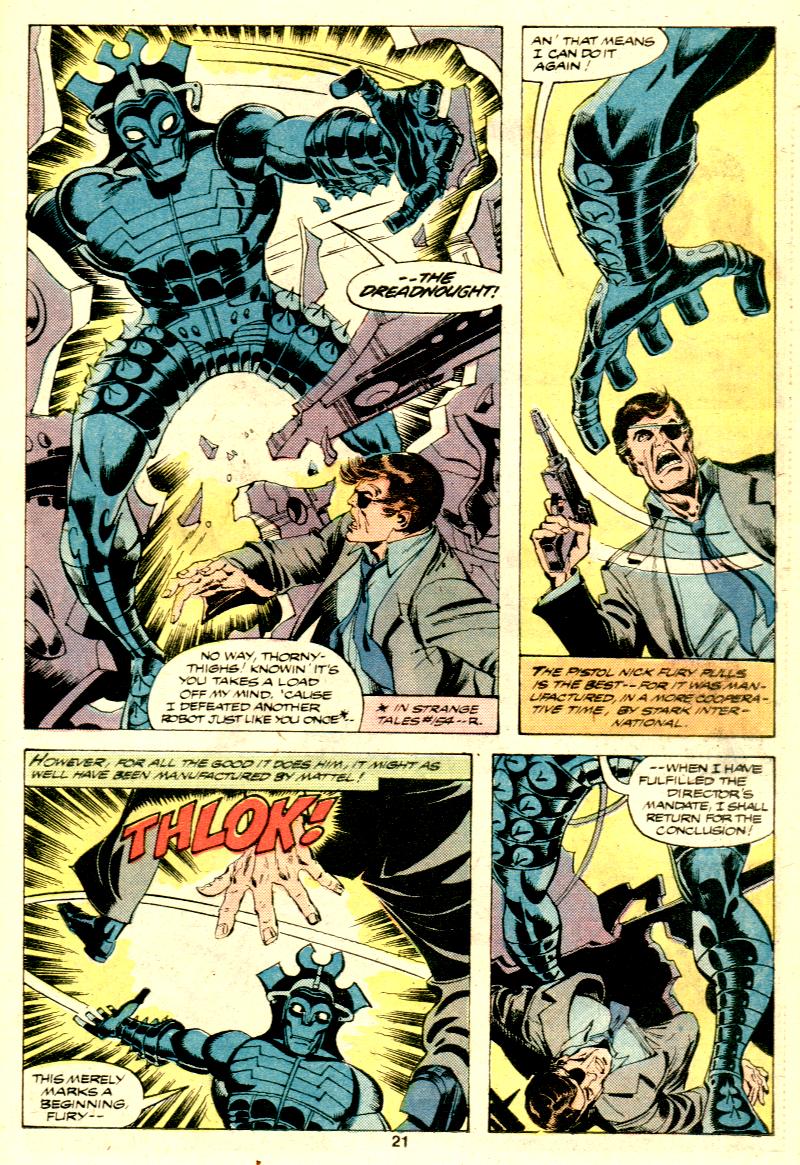 --THE
DREADNOUGHT!
NO WAY, THORNY-
THIGHS! KNOWIN' IT'S
YOU TAKES A LOAD
OFF MY MIND, 'CAUSE
I DEFEATED ANOTHER
ROBOT JUST LIKE YOU ONCE*--
* IN STRANGE
TALES #154--R.
AN' THAT MEANS
I CAN DO IT
AGAIN!
THE PISTOL NICK FURY PULLS
IS THE BEST--FOR IT WAS MAN-
UFACTURED, IN A MORE COOPERA-
TIVE TIME, BY STARK INTER-
NATIONAL.
HOWEVER, FOR ALL THE GOOD IT DOES HIM, IT MIGHT AS
WELL HAVE BEEN MANUFACTURED BY MATTEL!
THLOK!
THIS MERELY
MARKS A
BEGINNING,
FURY--
--WHEN I HAVE
FULFILLED THE
DIRECTOR'S
MANDATE, I SHALL
RETURN FOR THE
CONCLUSION!
21